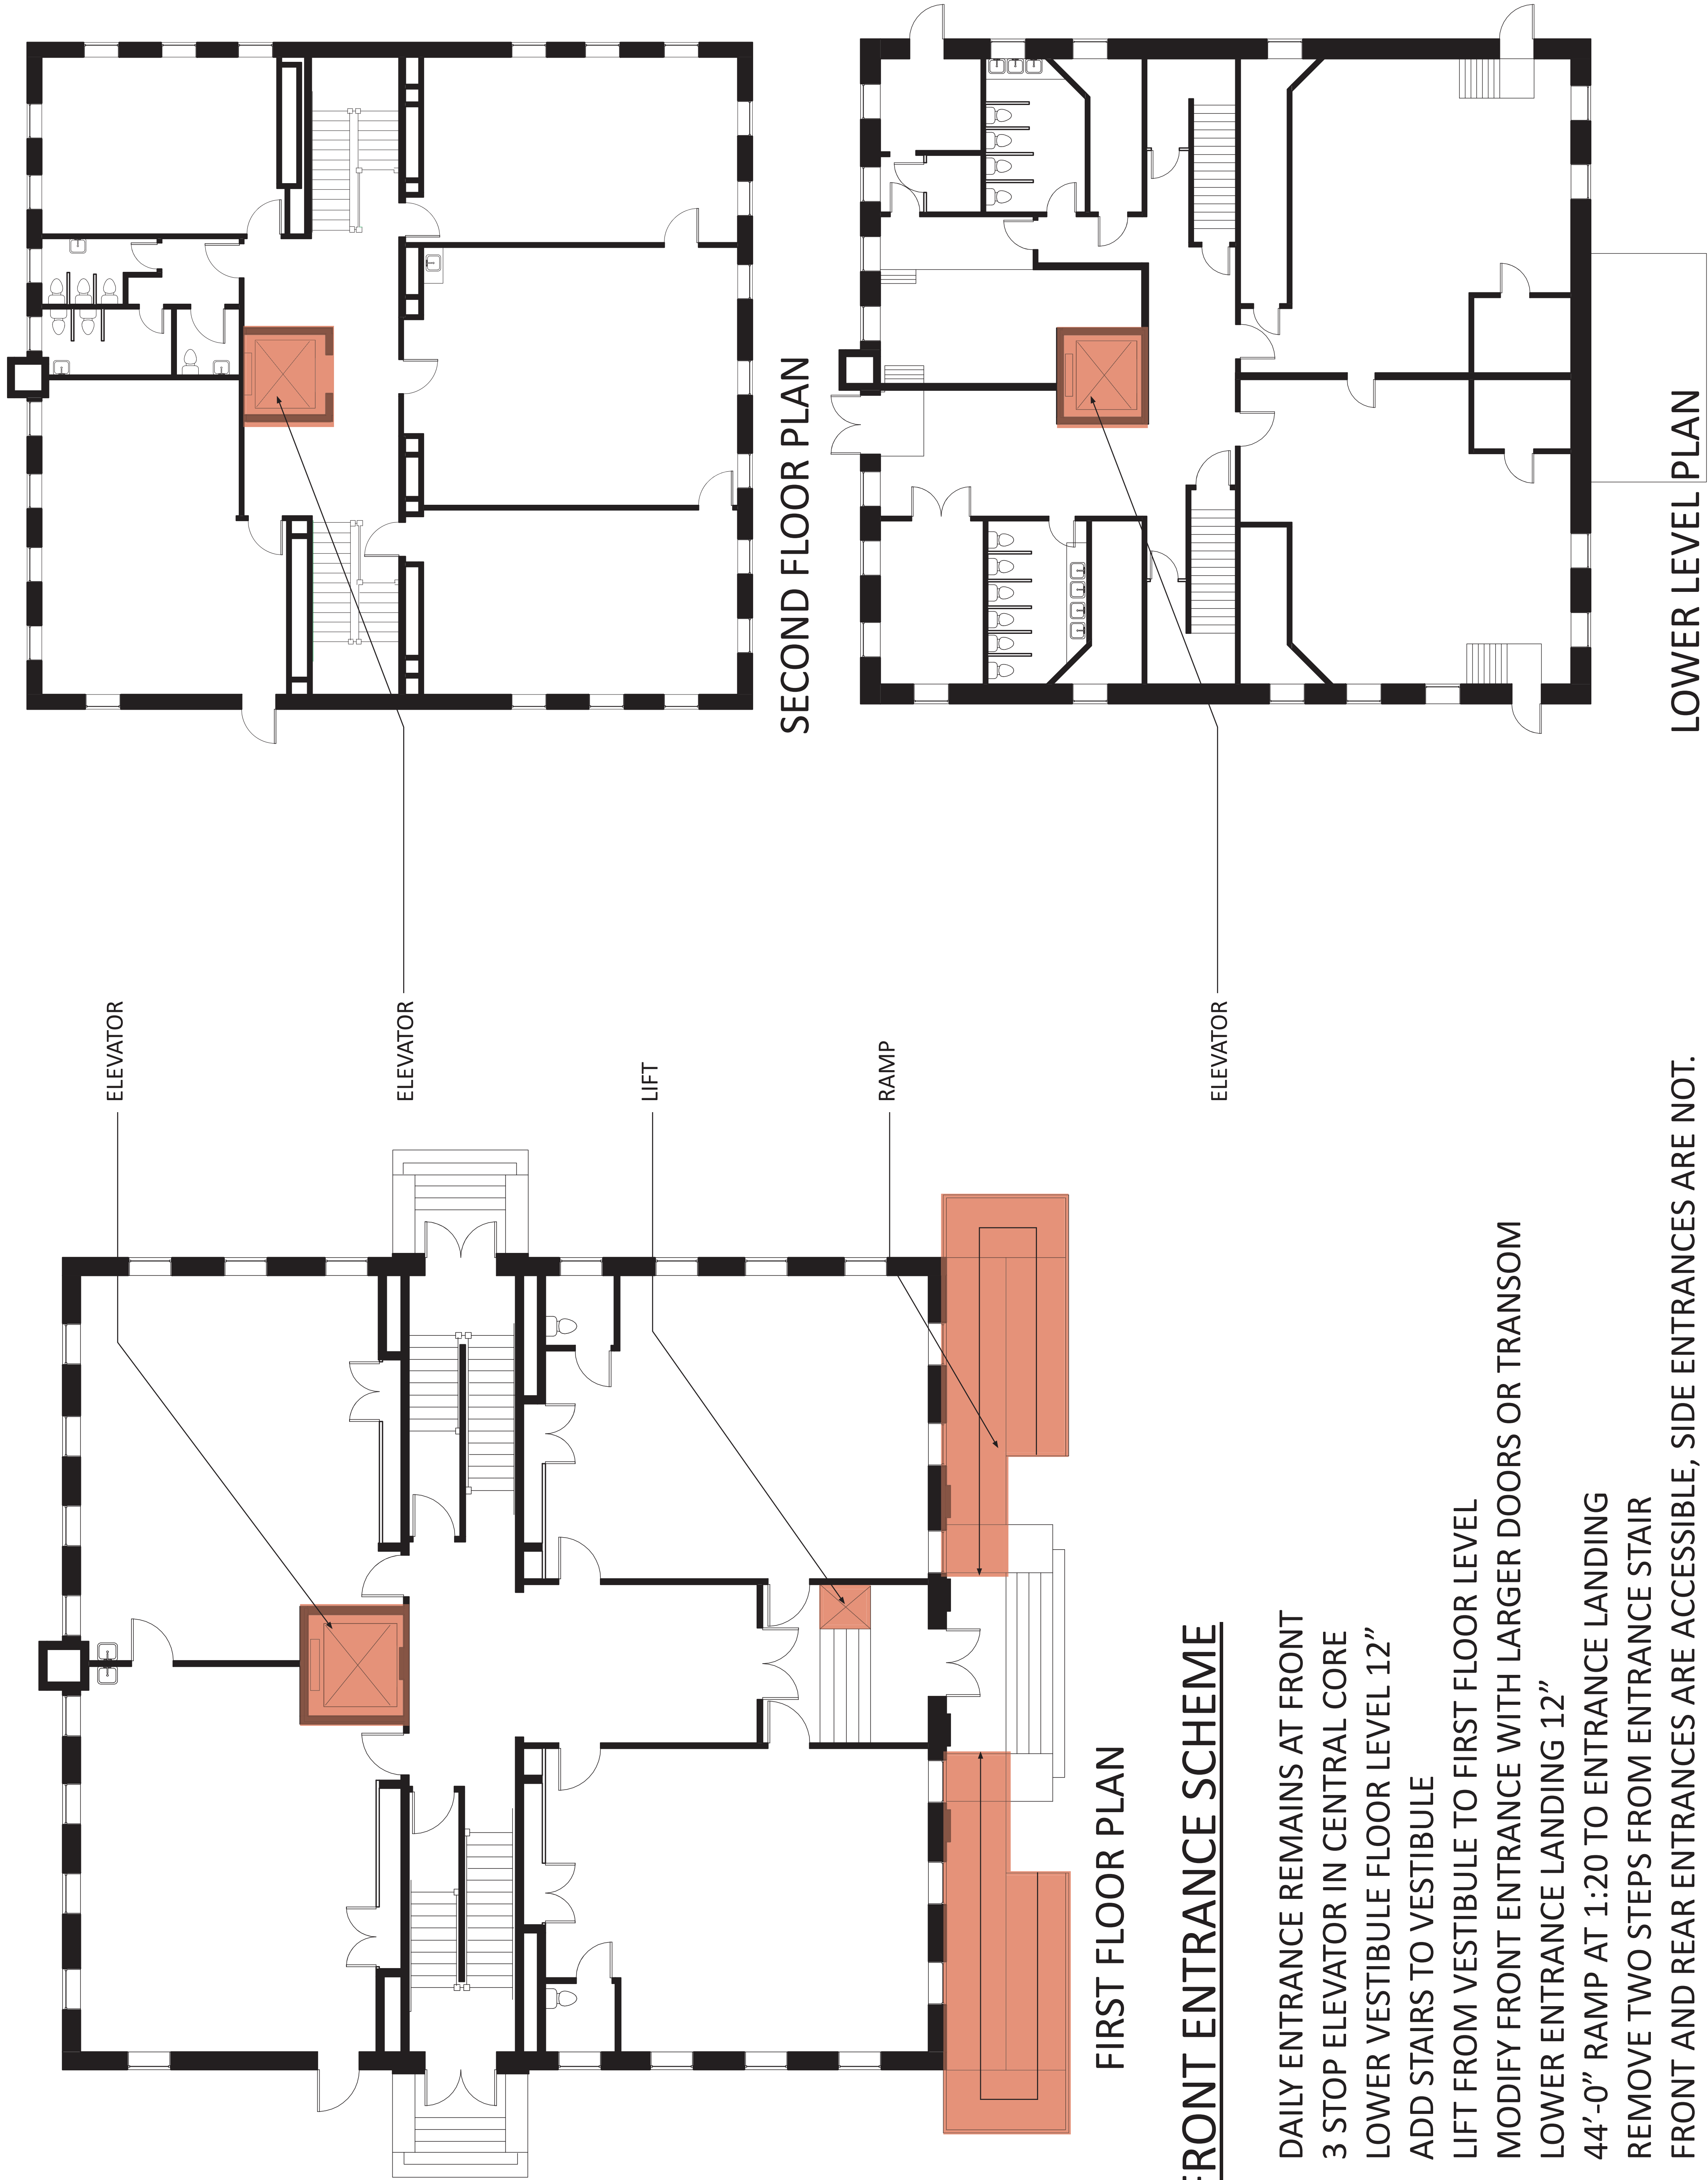 ELEVATOR
ELEVATOR
LIFT
RAMP
ELEVATOR
SECOND FLOOR PLAN
LOWER LEVEL PLAN
FIRST FLOOR PLAN
FRONT ENTRANCE SCHEME
DAILY ENTRANCE REMAINS AT FRONT
3 STOP ELEVATOR IN CENTRAL CORE
LOWER VESTIBULE FLOOR LEVEL 12”
ADD STAIRS TO VESTIBULE
LIFT FROM VESTIBULE TO FIRST FLOOR LEVEL
MODIFY FRONT ENTRANCE WITH LARGER DOORS OR TRANSOM
LOWER ENTRANCE LANDING 12”
44’-0” RAMP AT 1:20 TO ENTRANCE LANDING
REMOVE TWO STEPS FROM ENTRANCE STAIR
FRONT AND REAR ENTRANCES ARE ACCESSIBLE, SIDE ENTRANCES ARE NOT.